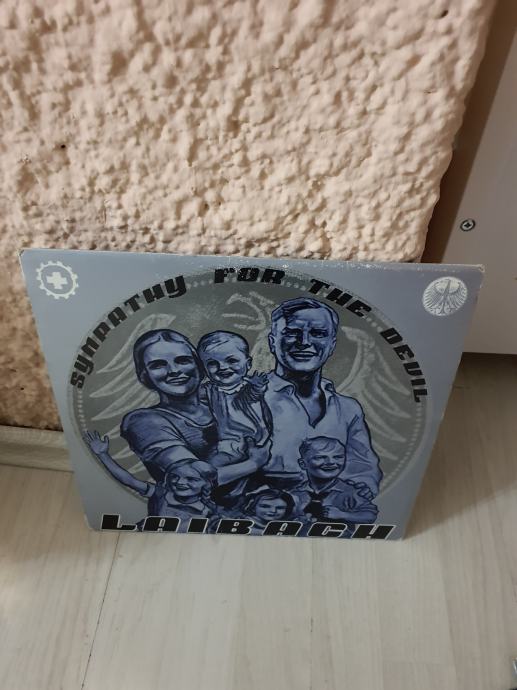 SYMPATHY FOR THE DEVIL
LAIBACH